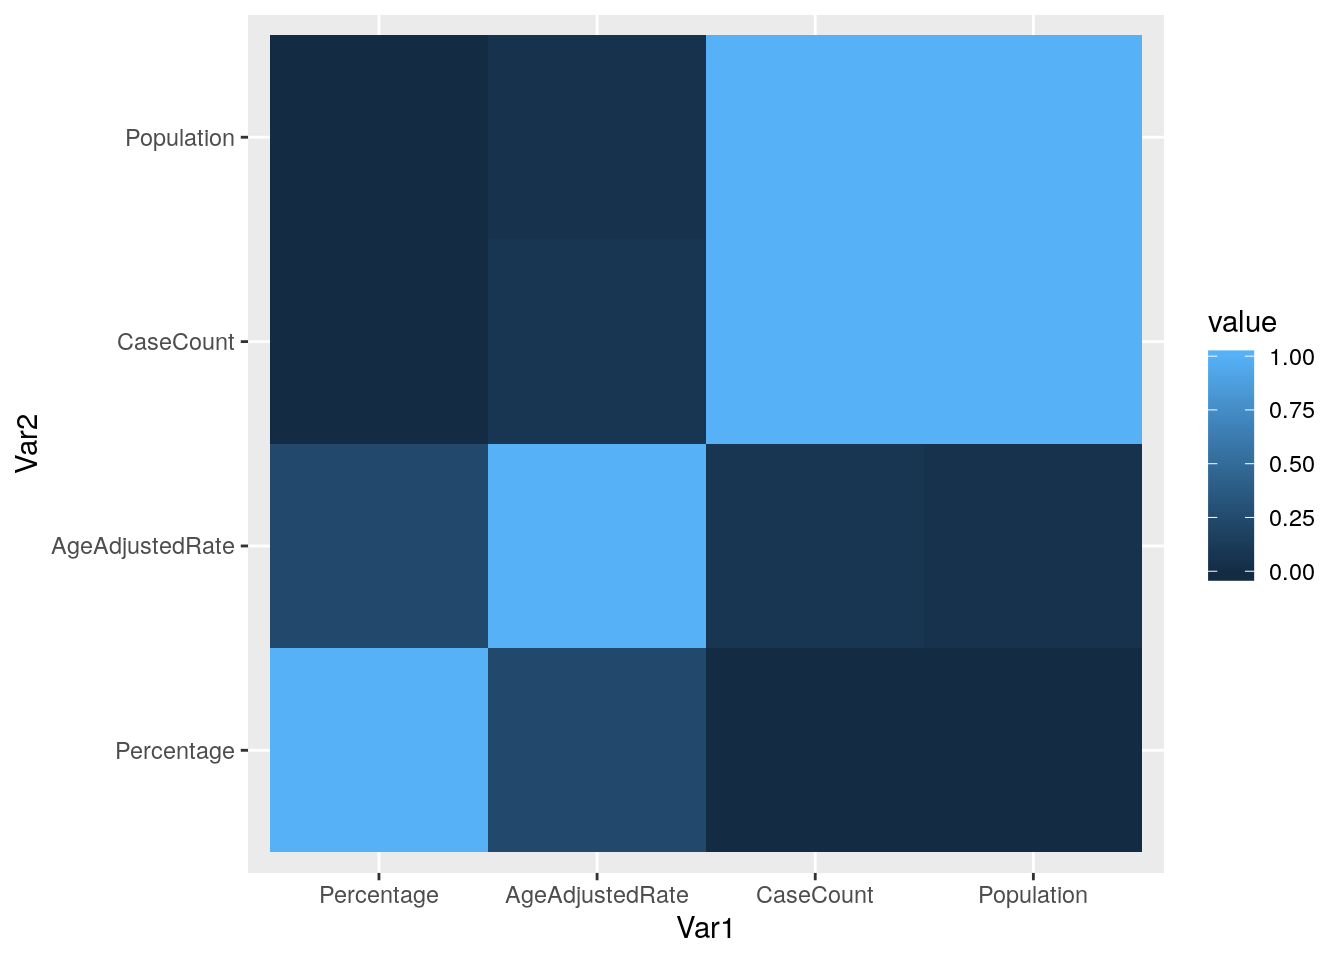 Population
CaseCount
AgeAdjustedRate
Percentage
Var2
Percentage AgeAdjustedRate CaseCount Population
Var1
value
1.00
0.75
0.50
0.25
0.00